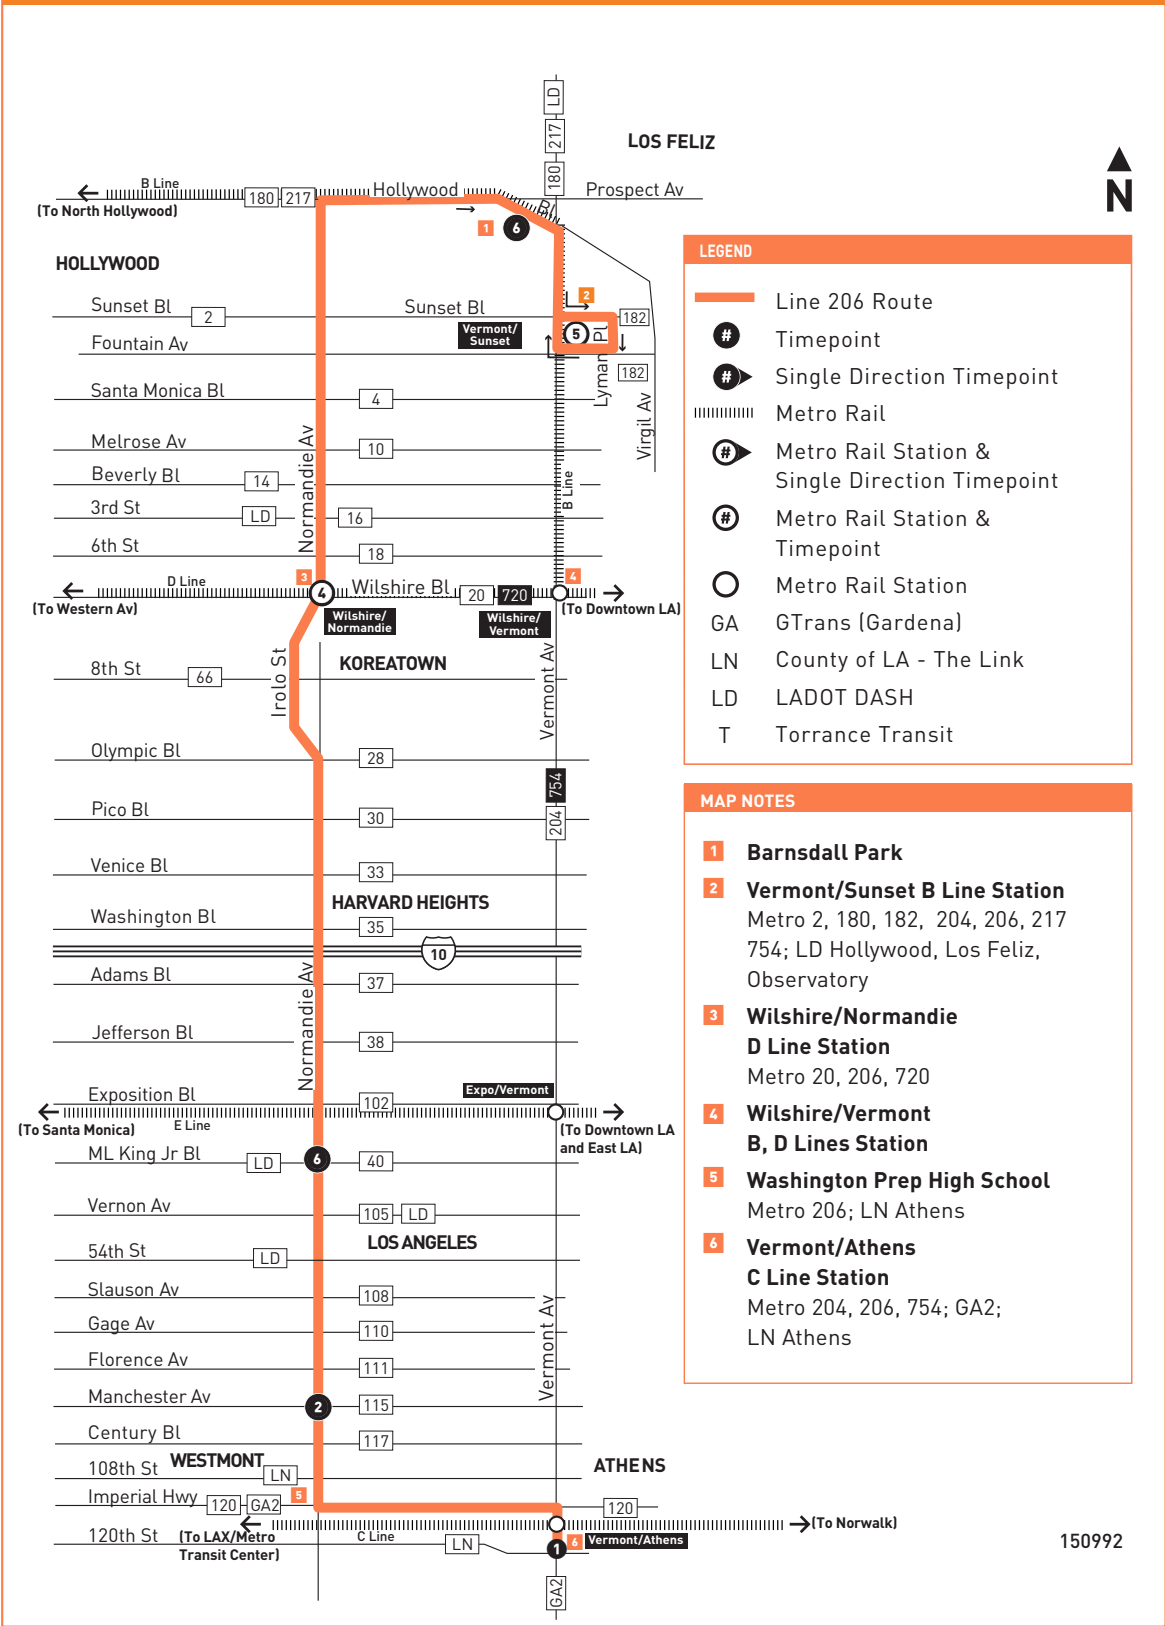 LD
217
180
LOS FELIZ
N
B Line
180
217
Hollywood
Bl
Prospect Av
(To North Hollywood)
1
6
HOLLYWOOD
Sunset Bl
2
Sunset Bl
2
182
Vermont/
Sunset
5
Lyman Pl
Fountain Av
182
Santa Monica Bl
4
Virgil Av
Melrose Av
10
Normandie Av
Beverly Bl
14
B Line
3rd St
LD
16
6th St
18
D Line
3
4
Wilshire Bl
20
720
4
(To Western Av)
(To Downtown LA)
Wilshire/
Normandie
Wilshire/
Vermont
KOREATOWN
8th St
66
Irolo St
Vermont Av
Olympic Bl
28
754
Pico Bl
30
204
Venice Bl
33
HARVARD HEIGHTS
Washington Bl
35
10
Adams Bl
37
Normandie Av
Jefferson Bl
38
Exposition Bl
102
Expo/Vermont
(To Santa Monica)
E Line
(To Downtown LA
and East LA)
ML King Jr Bl
LD
6
40
Vernon Av
105
LD
LOS ANGELES
54th St
LD
Slauson Av
108
Gage Av
110
Vermont Av
Florence Av
111
Manchester Av
2
115
Century Bl
117
WESTMONT
ATHENS
108th St
LN
Imperial Hwy
120
GA2
5
120
(To Norwalk)
120th St
(To LAX/Metro
Transit Center)
C Line
LN
6
Vermont/Athens
1
GA2
LEGEND
Line 206 Route
# Timepoint
# Single Direction Timepoint
Metro Rail
# Metro Rail Station &
Single Direction Timepoint
# Metro Rail Station &
Timepoint
Metro Rail Station
GA GTrans (Gardena)
LN County of LA - The Link
LD LADOT DASH
T Torrance Transit
MAP NOTES
1 Barnsdall Park
2 Vermont/Sunset B Line Station
Metro 2, 180, 182, 204, 206, 217
754; LD Hollywood, Los Feliz,
Observatory
3 Wilshire/Normandie
D Line Station
Metro 20, 206, 720
4 Wilshire/Vermont
B, D Lines Station
5 Washington Prep High School
Metro 206; LN Athens
6 Vermont/Athens
C Line Station
Metro 204, 206, 754; GA2;
LN Athens
150992